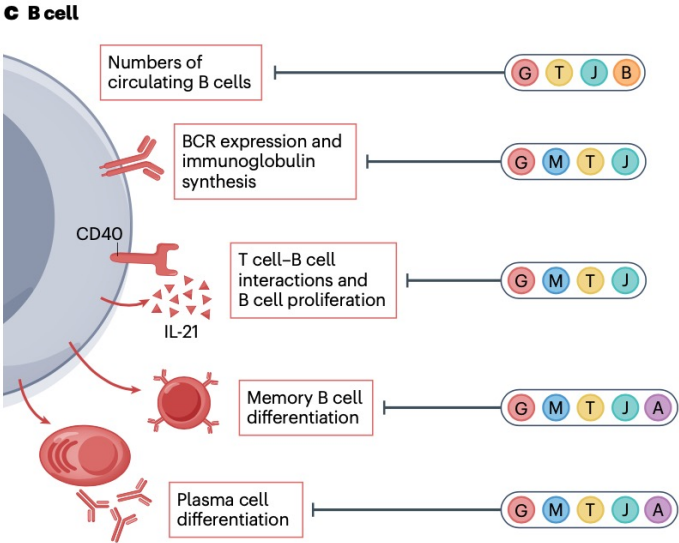 C B cell
Numbers of
circulating B cells
G T J B
BCR expression and
immunoglobulin
synthesis
G M T J
CD40
T cell–B cell
interactions and
B cell proliferation
G M T J
IL-21
Memory B cell
differentiation
G M T J A
Plasma cell
differentiation
G M T J A